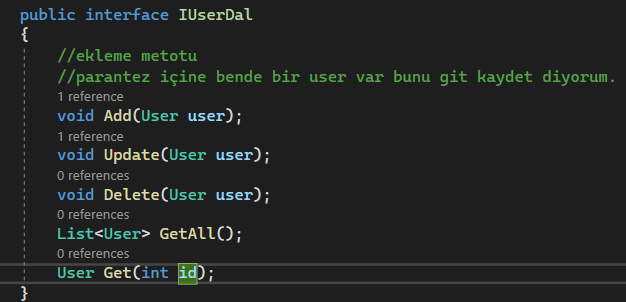 public interface IUserDal
{
//ekleme metotu
//parantez içine bende bir user var bunu git kaydet diyorum.
1 reference
void Add(User user);
1 reference
void Update(User user);
0 references
void Delete(User user);
0 references
List<User> GetAll();
0 references
User Get(int id);
}